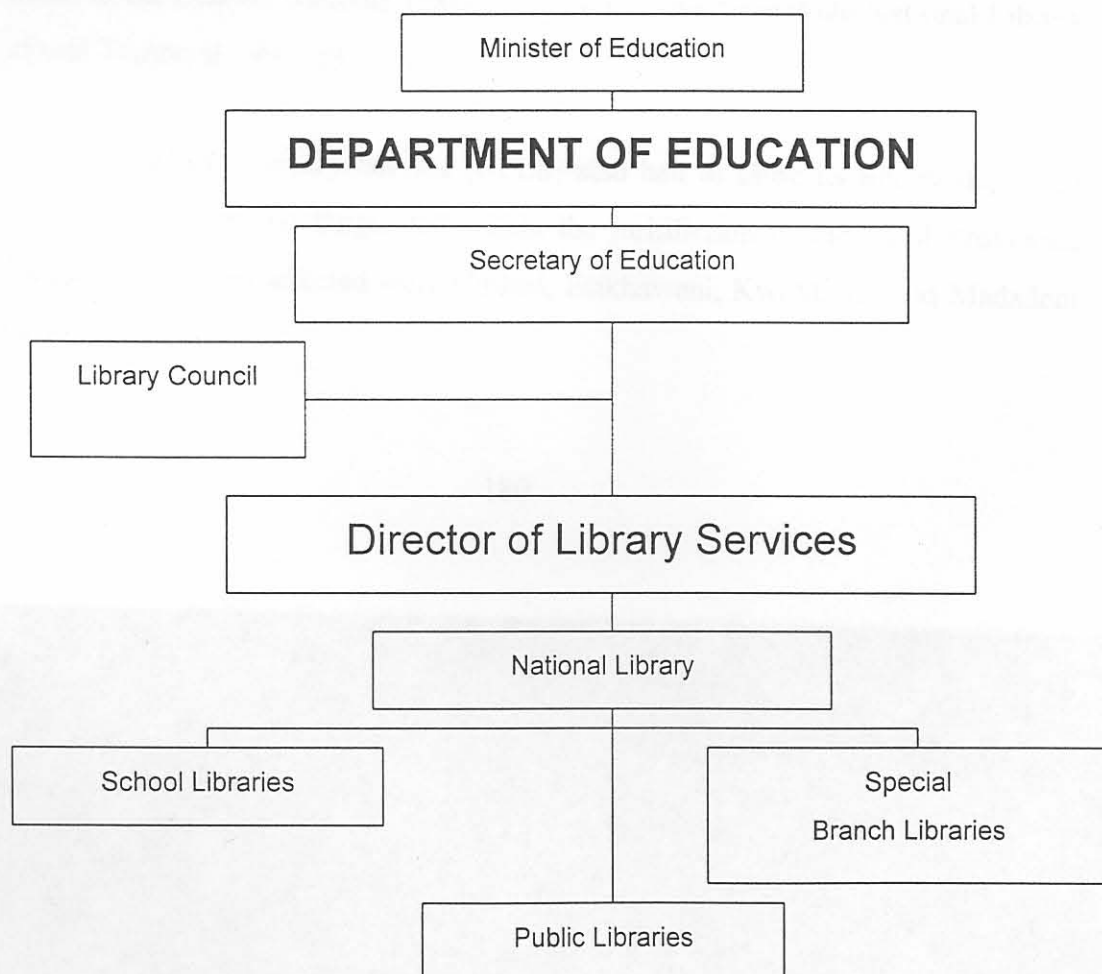 Minister of Education
DEPARTMENT OF EDUCATION
Secretary of Education
Library Council
Director of Library Services
National Library
School Libraries
Special
Branch Libraries
Public Libraries